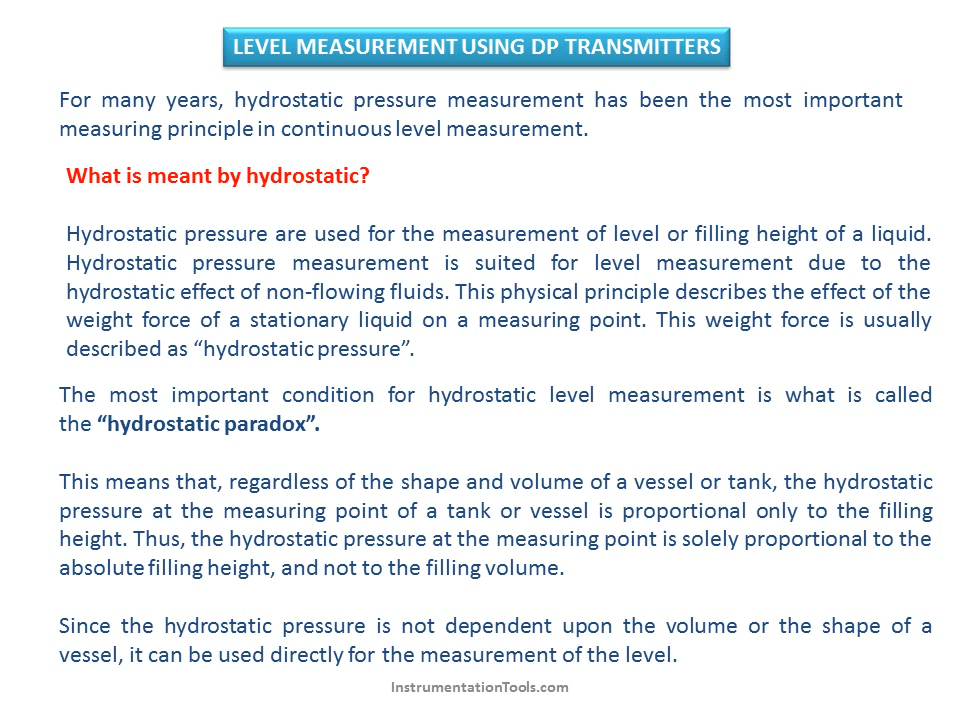 LEVEL MEASUREMENT USING DP TRANSMITTERS
For many years, hydrostatic pressure measurement has been the most important
measuring principle in continuous level measurement.
What is meant by hydrostatic?
Hydrostatic pressure are used for the measurement of level or filling height of a liquid.
Hydrostatic pressure measurement is suited for level measurement due to the
hydrostatic effect of non-flowing fluids. This physical principle describes the effect of the
weight force of a stationary liquid on a measuring point. This weight force is usually
described as “hydrostatic pressure”.
The most important condition for hydrostatic level measurement is what is called
the “hydrostatic paradox”.
This means that, regardless of the shape and volume of a vessel or tank, the hydrostatic
pressure at the measuring point of a tank or vessel is proportional only to the filling
height. Thus, the hydrostatic pressure at the measuring point is solely proportional to the
absolute filling height, and not to the filling volume.
Since the hydrostatic pressure is not dependent upon the volume or the shape of a
vessel, it can be used directly for the measurement of the level.
InstrumentationTools.com